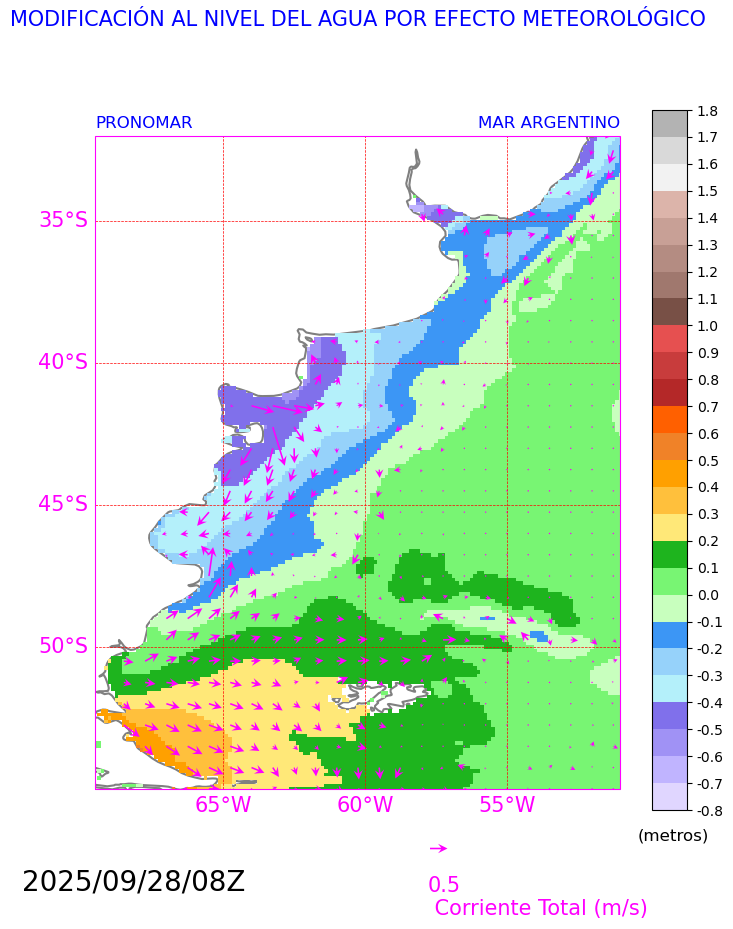 MODIFICACIÓN AL NIVEL DEL AGUA POR EFECTO METEOROLÓGICO
PRONOMAR MAR ARGENTINO
35°S
40°S
45°S
50°S
65°W 60°W 55°W
1.8
1.7
1.6
1.5
1.4
1.3
1.2
1.1
1.0
0.9
0.8
0.7
0.6
0.5
0.4
0.3
0.2
0.1
0.0
-0.1
-0.2
-0.3
-0.4
-0.5
-0.6
-0.7
-0.8
(metros)
2025/09/28/08Z
0.5
Corriente Total (m/s)